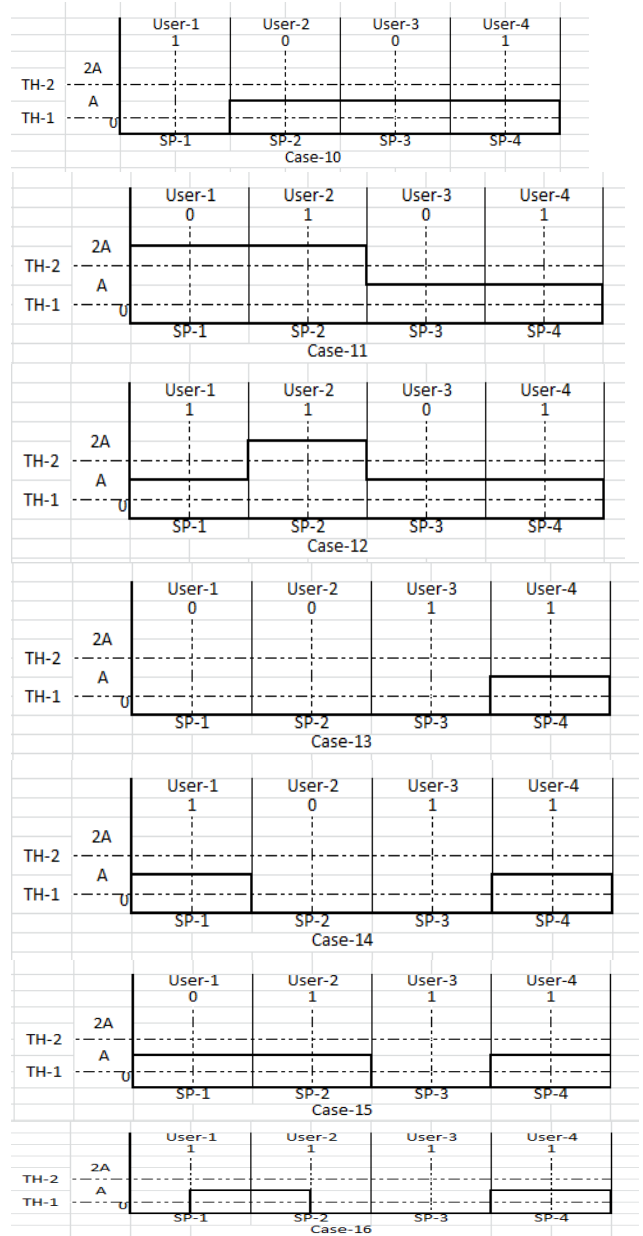 User-1 User-2 User-3 User-4
1 0 0 1
2A
TH-2
A
TH-1
0
SP-1 SP-2 SP-3 SP-4
Case-10
User-1 User-2 User-3 User-4
0 1 0 1
2A
TH-2
A
TH-1
0
SP-1 SP-2 SP-3 SP-4
Case-11
User-1 User-2 User-3 User-4
1 1 0 1
2A
TH-2
A
TH-1
0
SP-1 SP-2 SP-3 SP-4
Case-12
User-1 User-2 User-3 User-4
0 0 1 1
2A
TH-2
A
TH-1
0
SP-1 SP-2 SP-3 SP-4
Case-13
User-1 User-2 User-3 User-4
1 0 1 1
2A
TH-2
A
TH-1
0
SP-1 SP-2 SP-3 SP-4
Case-14
User-1 User-2 User-3 User-4
0 1 1 1
2A
TH-2
A
TH-1
0
SP-1 SP-2 SP-3 SP-4
Case-15
User-1 User-2 User-3 User-4
1 1 1 1
2A
TH-2
A
TH-1
0
SP-1 SP-2 SP-3 SP-4
Case-16